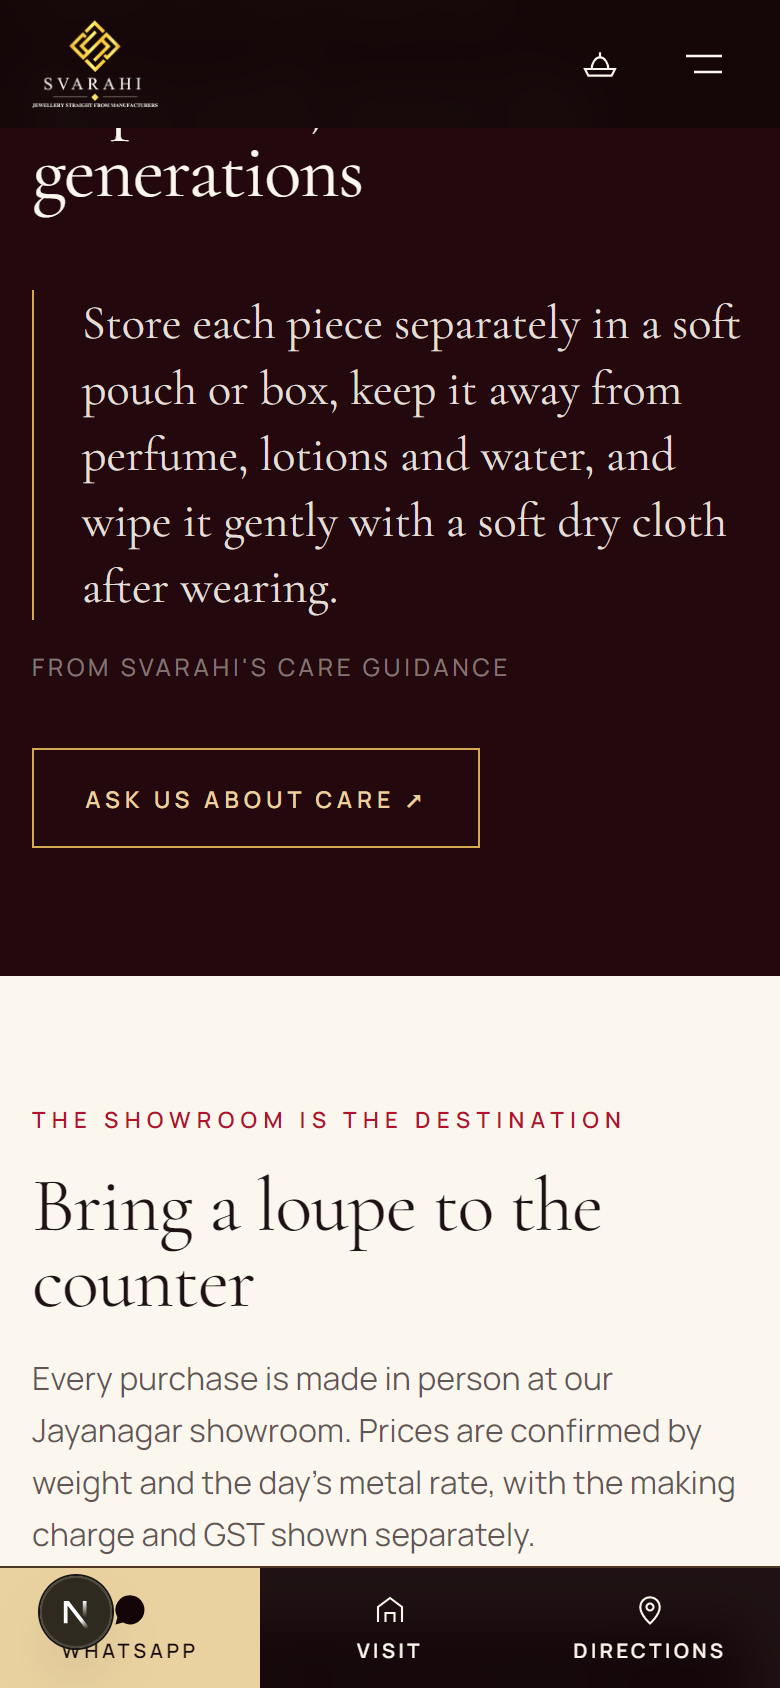 SVARAHI
JEWELLERY STRAIGHT FROM MANUFACTURERS
generations
Store each piece separately in a soft
pouch or box, keep it away from
perfume, lotions and water, and
wipe it gently with a soft dry cloth
after wearing.
FROM SVARAHI'S CARE GUIDANCE
ASK US ABOUT CARE ↗
THE SHOWROOM IS THE DESTINATION
Bring a loupe to the
counter
Every purchase is made in person at our
Jayanagar showroom. Prices are confirmed by
weight and the day’s metal rate, with the making
charge and GST shown separately.
N
WHATSAPP
VISIT
DIRECTIONS